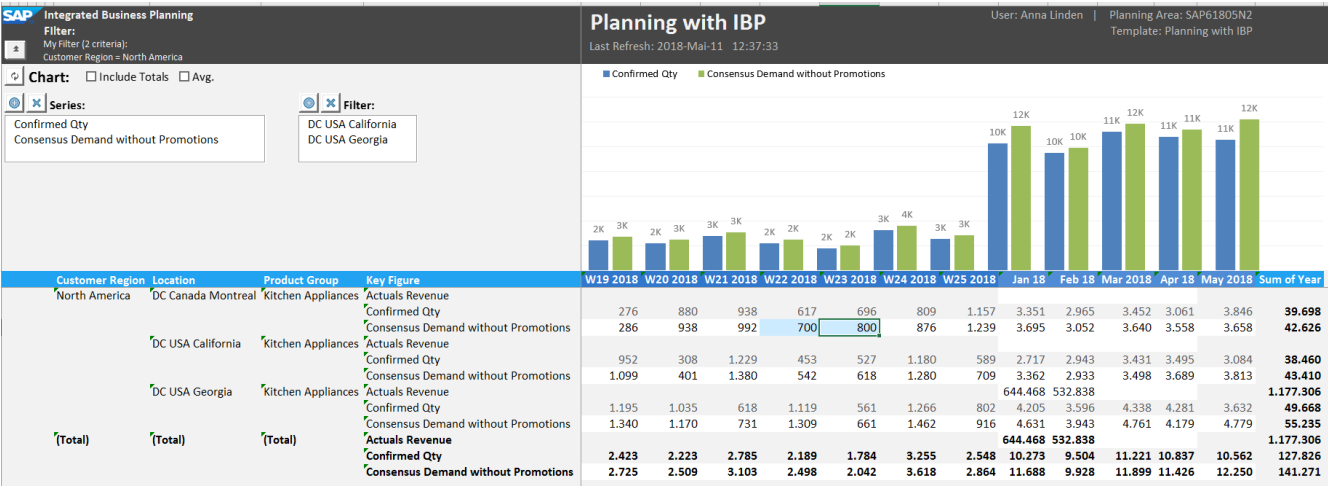 SAP Integrated Business Planning
Filter:
My Filter (2 criteria):
Customer Region = North America
Planning with IBP
Last Refresh: 2018-Mai-11 12:37:33
User: Anna Linden | Planning Area: SAP61805N2
Template: Planning with IBP
Chart: Include Totals Avg.
Series:
Confirmed Qty
Consensus Demand without Promotions
Filter:
DC USA California
DC USA Georgia
Confirmed Qty Consensus Demand without Promotions
2K 3K 2K 3K 3K 3K 2K 2K 2K 2K 3K 4K 3K 3K 10K 12K 10K 10K 11K 12K 11K 11K 11K 12K
Customer Region Location Product Group Key Figure W19 2018 W20 2018 W21 2018 W22 2018 W23 2018 W24 2018 W25 2018 Jan 18 Feb 18 Mar 2018 Apr 18 May 2018 Sum of Year
North America DC Canada Montreal Kitchen Appliances Actuals Revenue
Confirmed Qty 276 880 938 617 696 809 1.157 3.351 2.965 3.452 3.061 3.846 39.698
Consensus Demand without Promotions 286 938 992 700 800 876 1.239 3.695 3.052 3.640 3.558 3.658 42.626
DC USA California Kitchen Appliances Actuals Revenue
Confirmed Qty 952 308 1.229 453 527 1.180 589 2.717 2.943 3.431 3.495 3.084 38.460
Consensus Demand without Promotions 1.099 401 1.380 542 618 1.280 709 3.362 2.933 3.498 3.689 3.813 43.410
DC USA Georgia Kitchen Appliances Actuals Revenue 644.468 532.838 1.177.306
Confirmed Qty 1.195 1.035 618 1.119 561 1.266 802 4.205 3.596 4.338 4.281 3.632 49.668
Consensus Demand without Promotions 1.340 1.170 731 1.309 661 1.462 916 4.631 3.943 4.761 4.179 4.779 55.235
(Total) (Total) (Total) Actuals Revenue 644.468 532.838 1.177.306
Confirmed Qty 2.423 2.223 2.785 2.189 1.784 3.255 2.548 10.273 9.504 11.221 10.837 10.562 127.826
Consensus Demand without Promotions 2.725 2.509 3.103 2.498 2.042 3.618 2.864 11.688 9.928 11.899 11.426 12.250 141.271